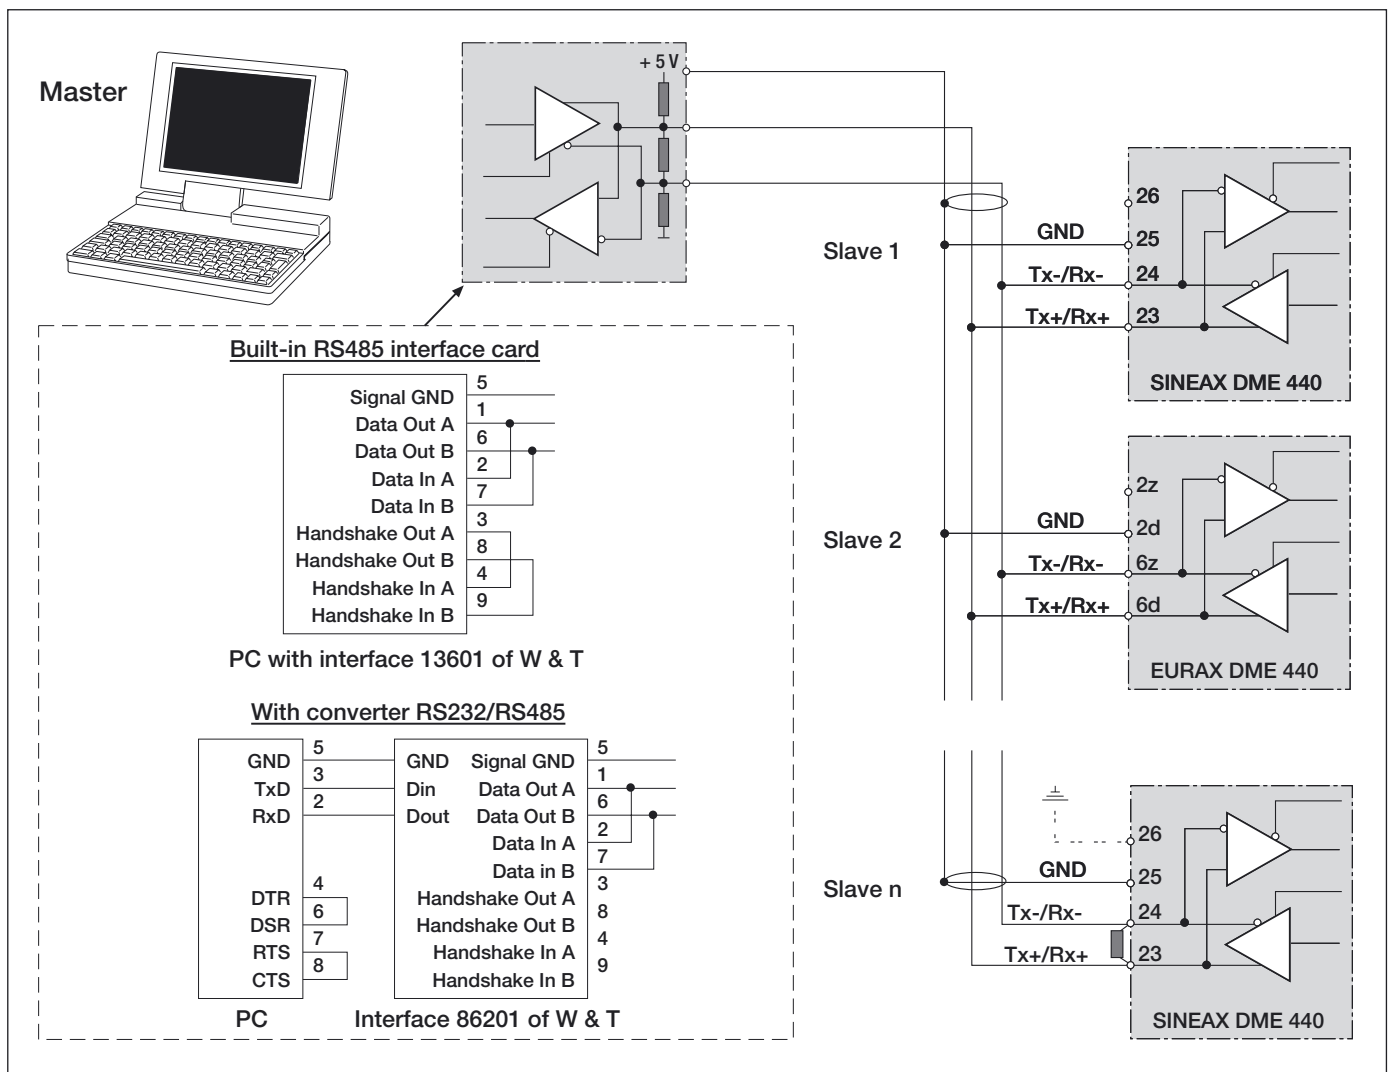 Master
+ 5 V
Slave 1
26
GND
25
Tx-/Rx-
24
Tx+/Rx+
23
SINEAX DME 440
Built-in RS485 interface card
Signal GND
5
Data Out A
1
Data Out B
6
Data In A
2
Data In B
7
Handshake Out A
3
Handshake Out B
8
Handshake In A
4
Handshake In B
9
PC with interface 13601 of W & T
Slave 2
2z
GND
2d
Tx-/Rx-
6z
Tx+/Rx+
6d
EURAX DME 440
With converter RS232/RS485
GND
5
TxD
3
RxD
2
DTR
4
DSR
6
RTS
7
CTS
8
PC
GND
Din
Dout
Signal GND
5
Data Out A
1
Data Out B
6
Data In A
2
Data in B
7
Handshake Out A
3
Handshake Out B
8
Handshake In A
4
Handshake In B
9
Interface 86201 of W & T
Slave n
26
GND
25
Tx-/Rx-
24
Tx+/Rx+
23
SINEAX DME 440